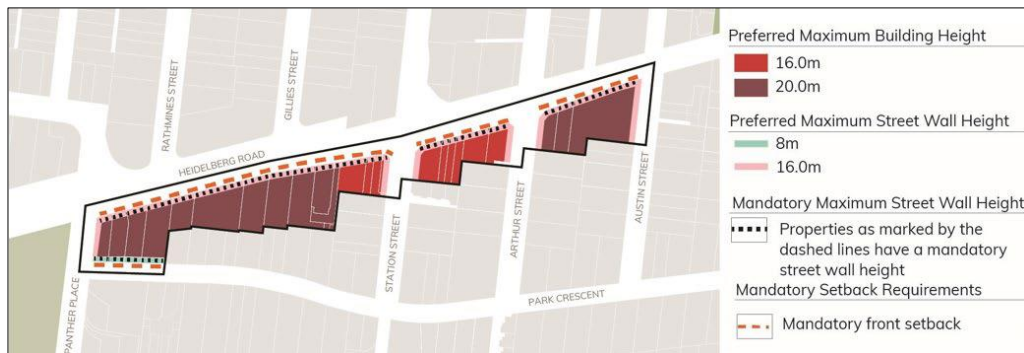 RATHMINES STREET
GILLIES STREET
HEIDELBERG ROAD
STATION STREET
ARTHUR STREET
AUSTIN STREET
PARK CRESCENT
PANTHER PLACE
Preferred Maximum Building Height
16.0m
20.0m
Preferred Maximum Street Wall Height
8m
16.0m
Mandatory Maximum Street Wall Height
Properties as marked by the
dashed lines have a mandatory
street wall height
Mandatory Setback Requirements
Mandatory front setback